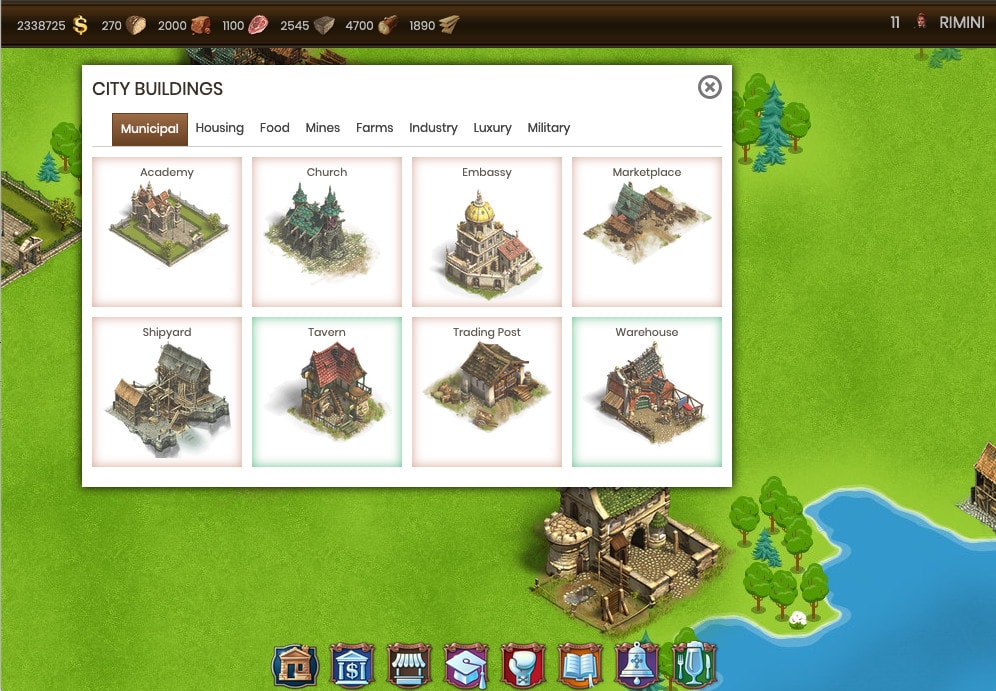 2338725 270 2000 1100 2545 4700 1890 11 RIMINI
CITY BUILDINGS
Municipal Housing Food Mines Farms Industry Luxury Military
Academy Church Embassy Marketplace
Shipyard Tavern Trading Post Warehouse